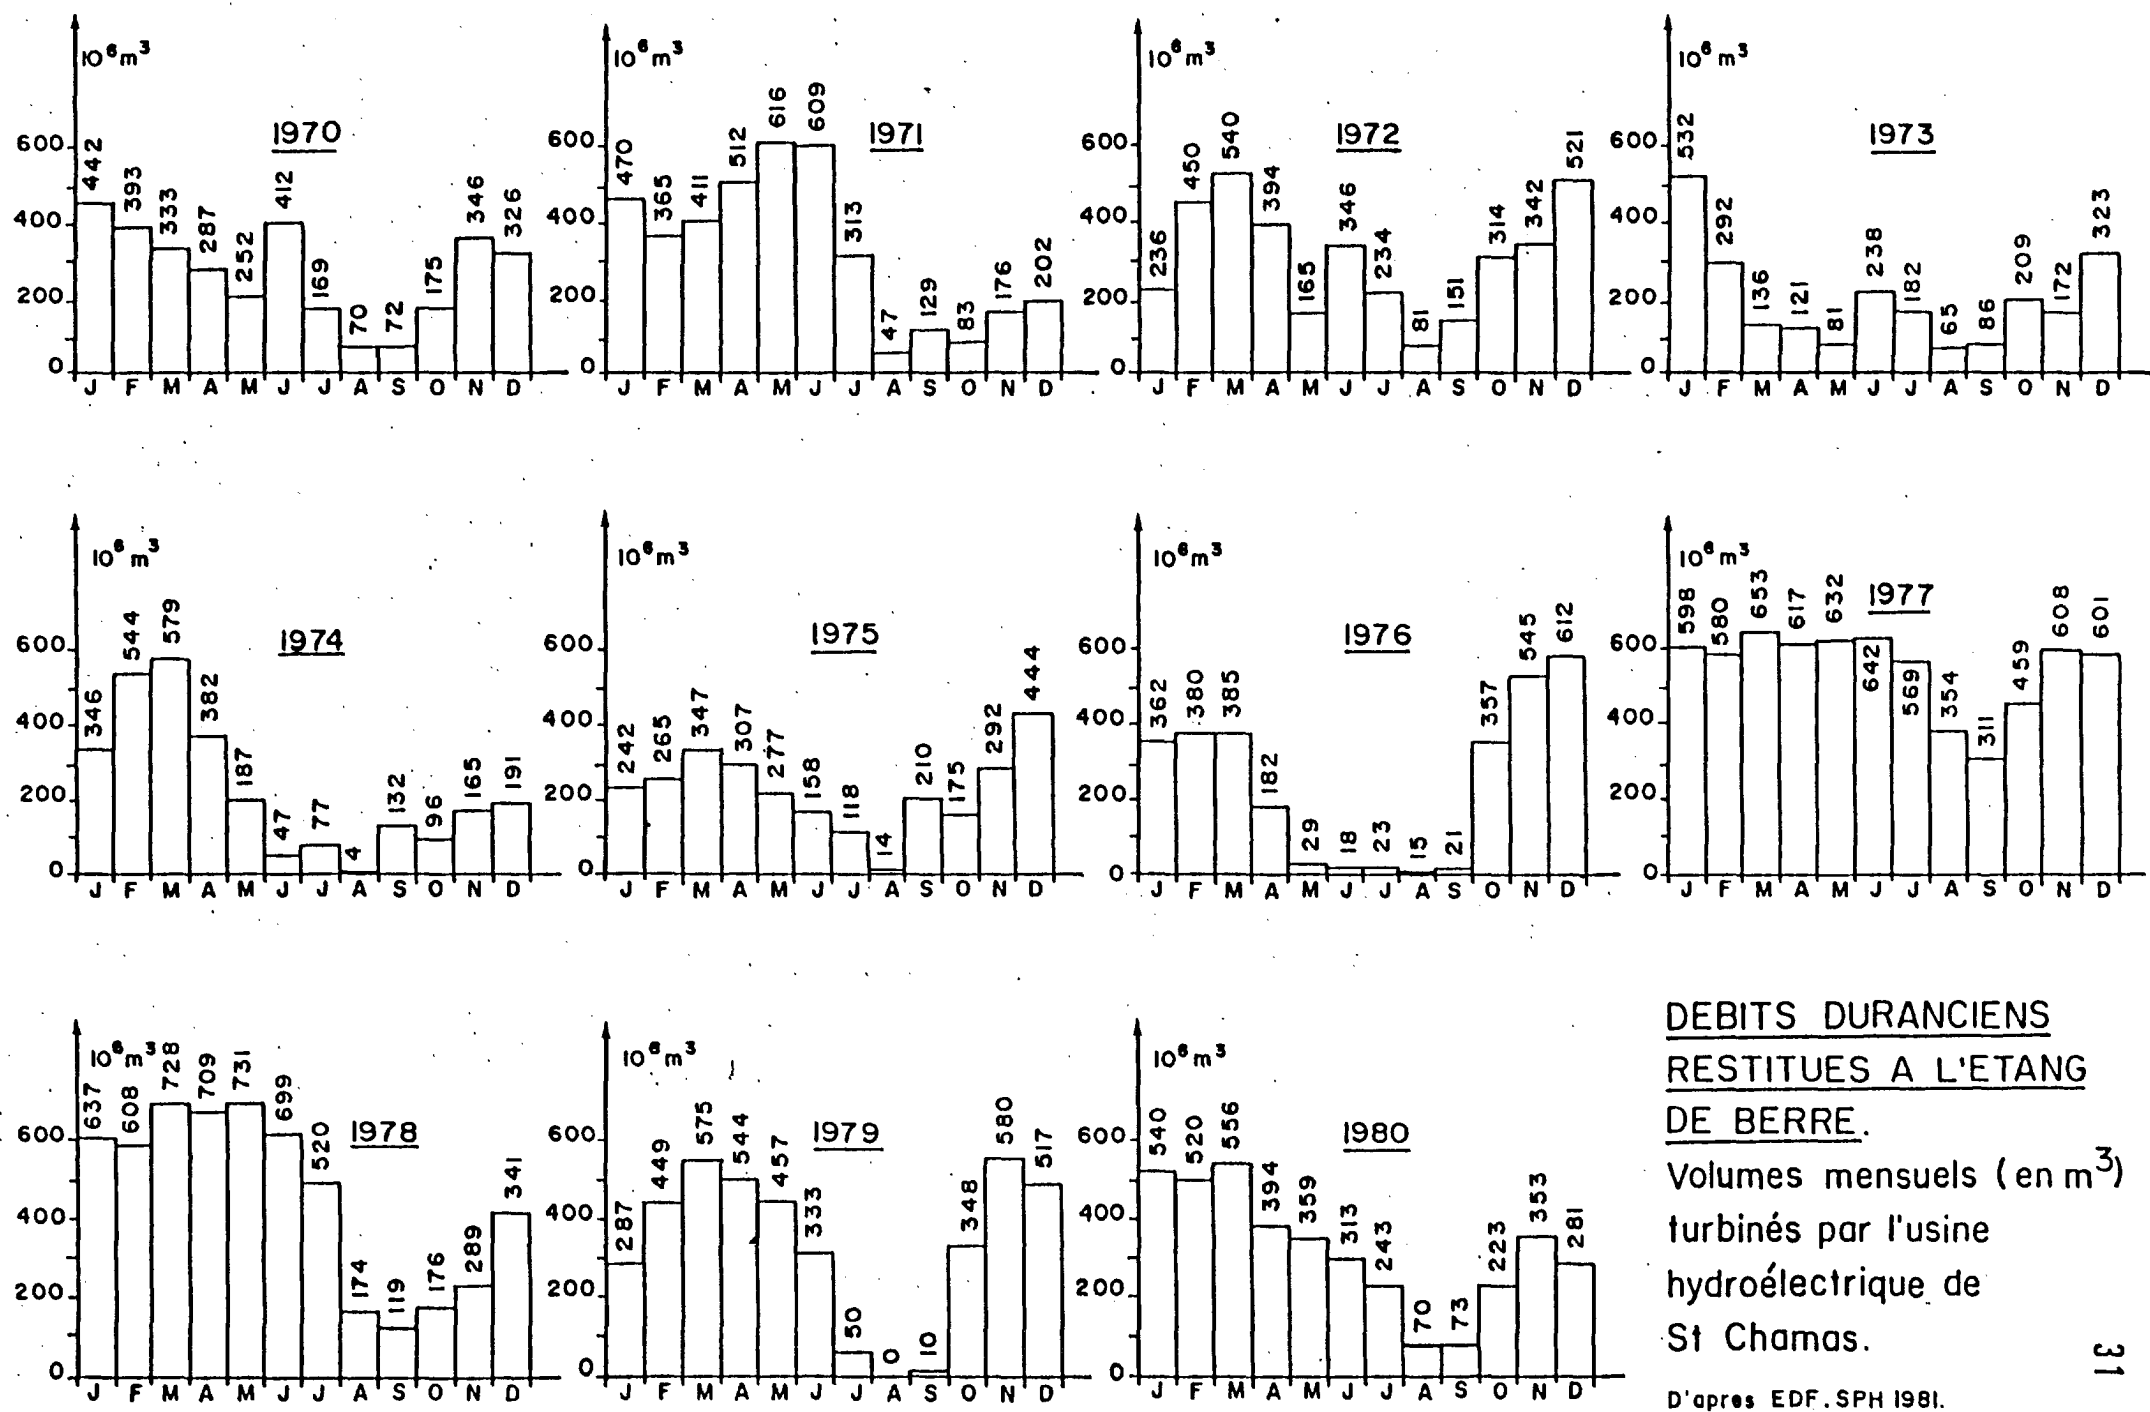 10⁶m³
1970
600
400
200
0
442 393 333 287 252 412 169 70 72 175 346 326
J F M A M J J A S O N D
10⁶m³
1971
600
400
200
0
470 365 411 512 616 609 313 47 129 83 176 202
J F M A M J J A S O N D
10⁶m³
1972
600
400
200
0
236 450 540 394 165 346 234 81 151 314 342 521
J F M A M J J A S O N D
10⁶m³
1973
600
400
200
0
532 292 136 121 81 238 182 65 86 209 172 323
J F M A M J J A S O N D
10⁶m³
1974
600
400
200
0
346 544 579 382 187 47 77 4 132 96 165 191
J F M A M J J A S O N D
10⁶m³
1975
600
400
200
0
242 265 347 307 277 158 118 14 210 175 292 444
J F M A M J J A S O N D
10⁶m³
1976
600
400
200
0
362 380 385 182 29 18 23 15 21 357 545 612
J F M A M J J A S O N D
10⁶m³
1977
600
400
200
0
598 580 653 617 632 642 569 354 311 459 608 601
J F M A M J J A S O N D
10⁶m³
1978
600
400
200
0
637 608 728 709 731 699 520 174 119 176 289 341
J F M A M J J A S O N D
10⁶m³
1979
600
400
200
0
287 449 575 544 457 333 50 0 10 348 580 517
J F M A M J J A S O N D
10⁶m³
1980
600
400
200
0
540 520 556 394 359 313 243 70 73 223 353 281
J F M A M J J A S O N D
DEBITS DURANCIENS
RESTITUES A L'ETANG
DE BERRE.
Volumes mensuels (en m³)
turbinés par l'usine
hydroélectrique de
St Chamas.
D'apres EDF.SPH 1981.
31